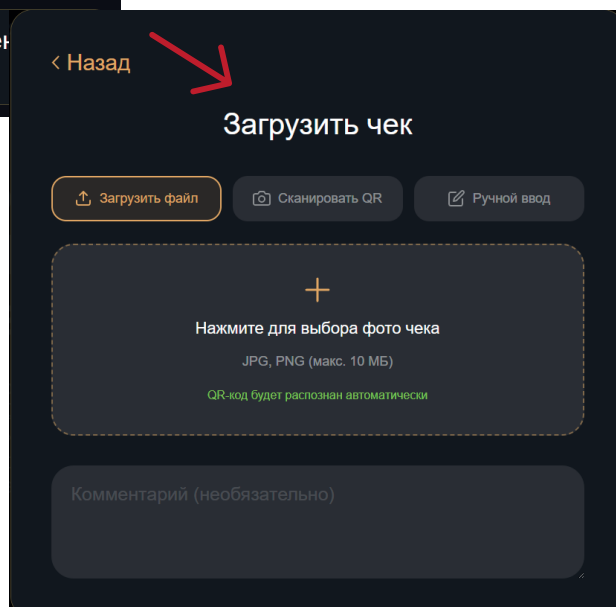 Назад
Загрузить чек
Загрузить файл
Сканировать QR
Ручной ввод
Нажмите для выбора фото чека
JPG, PNG (макс. 10 МБ)
QR-код будет распознан автоматически
Комментарий (необязательно)